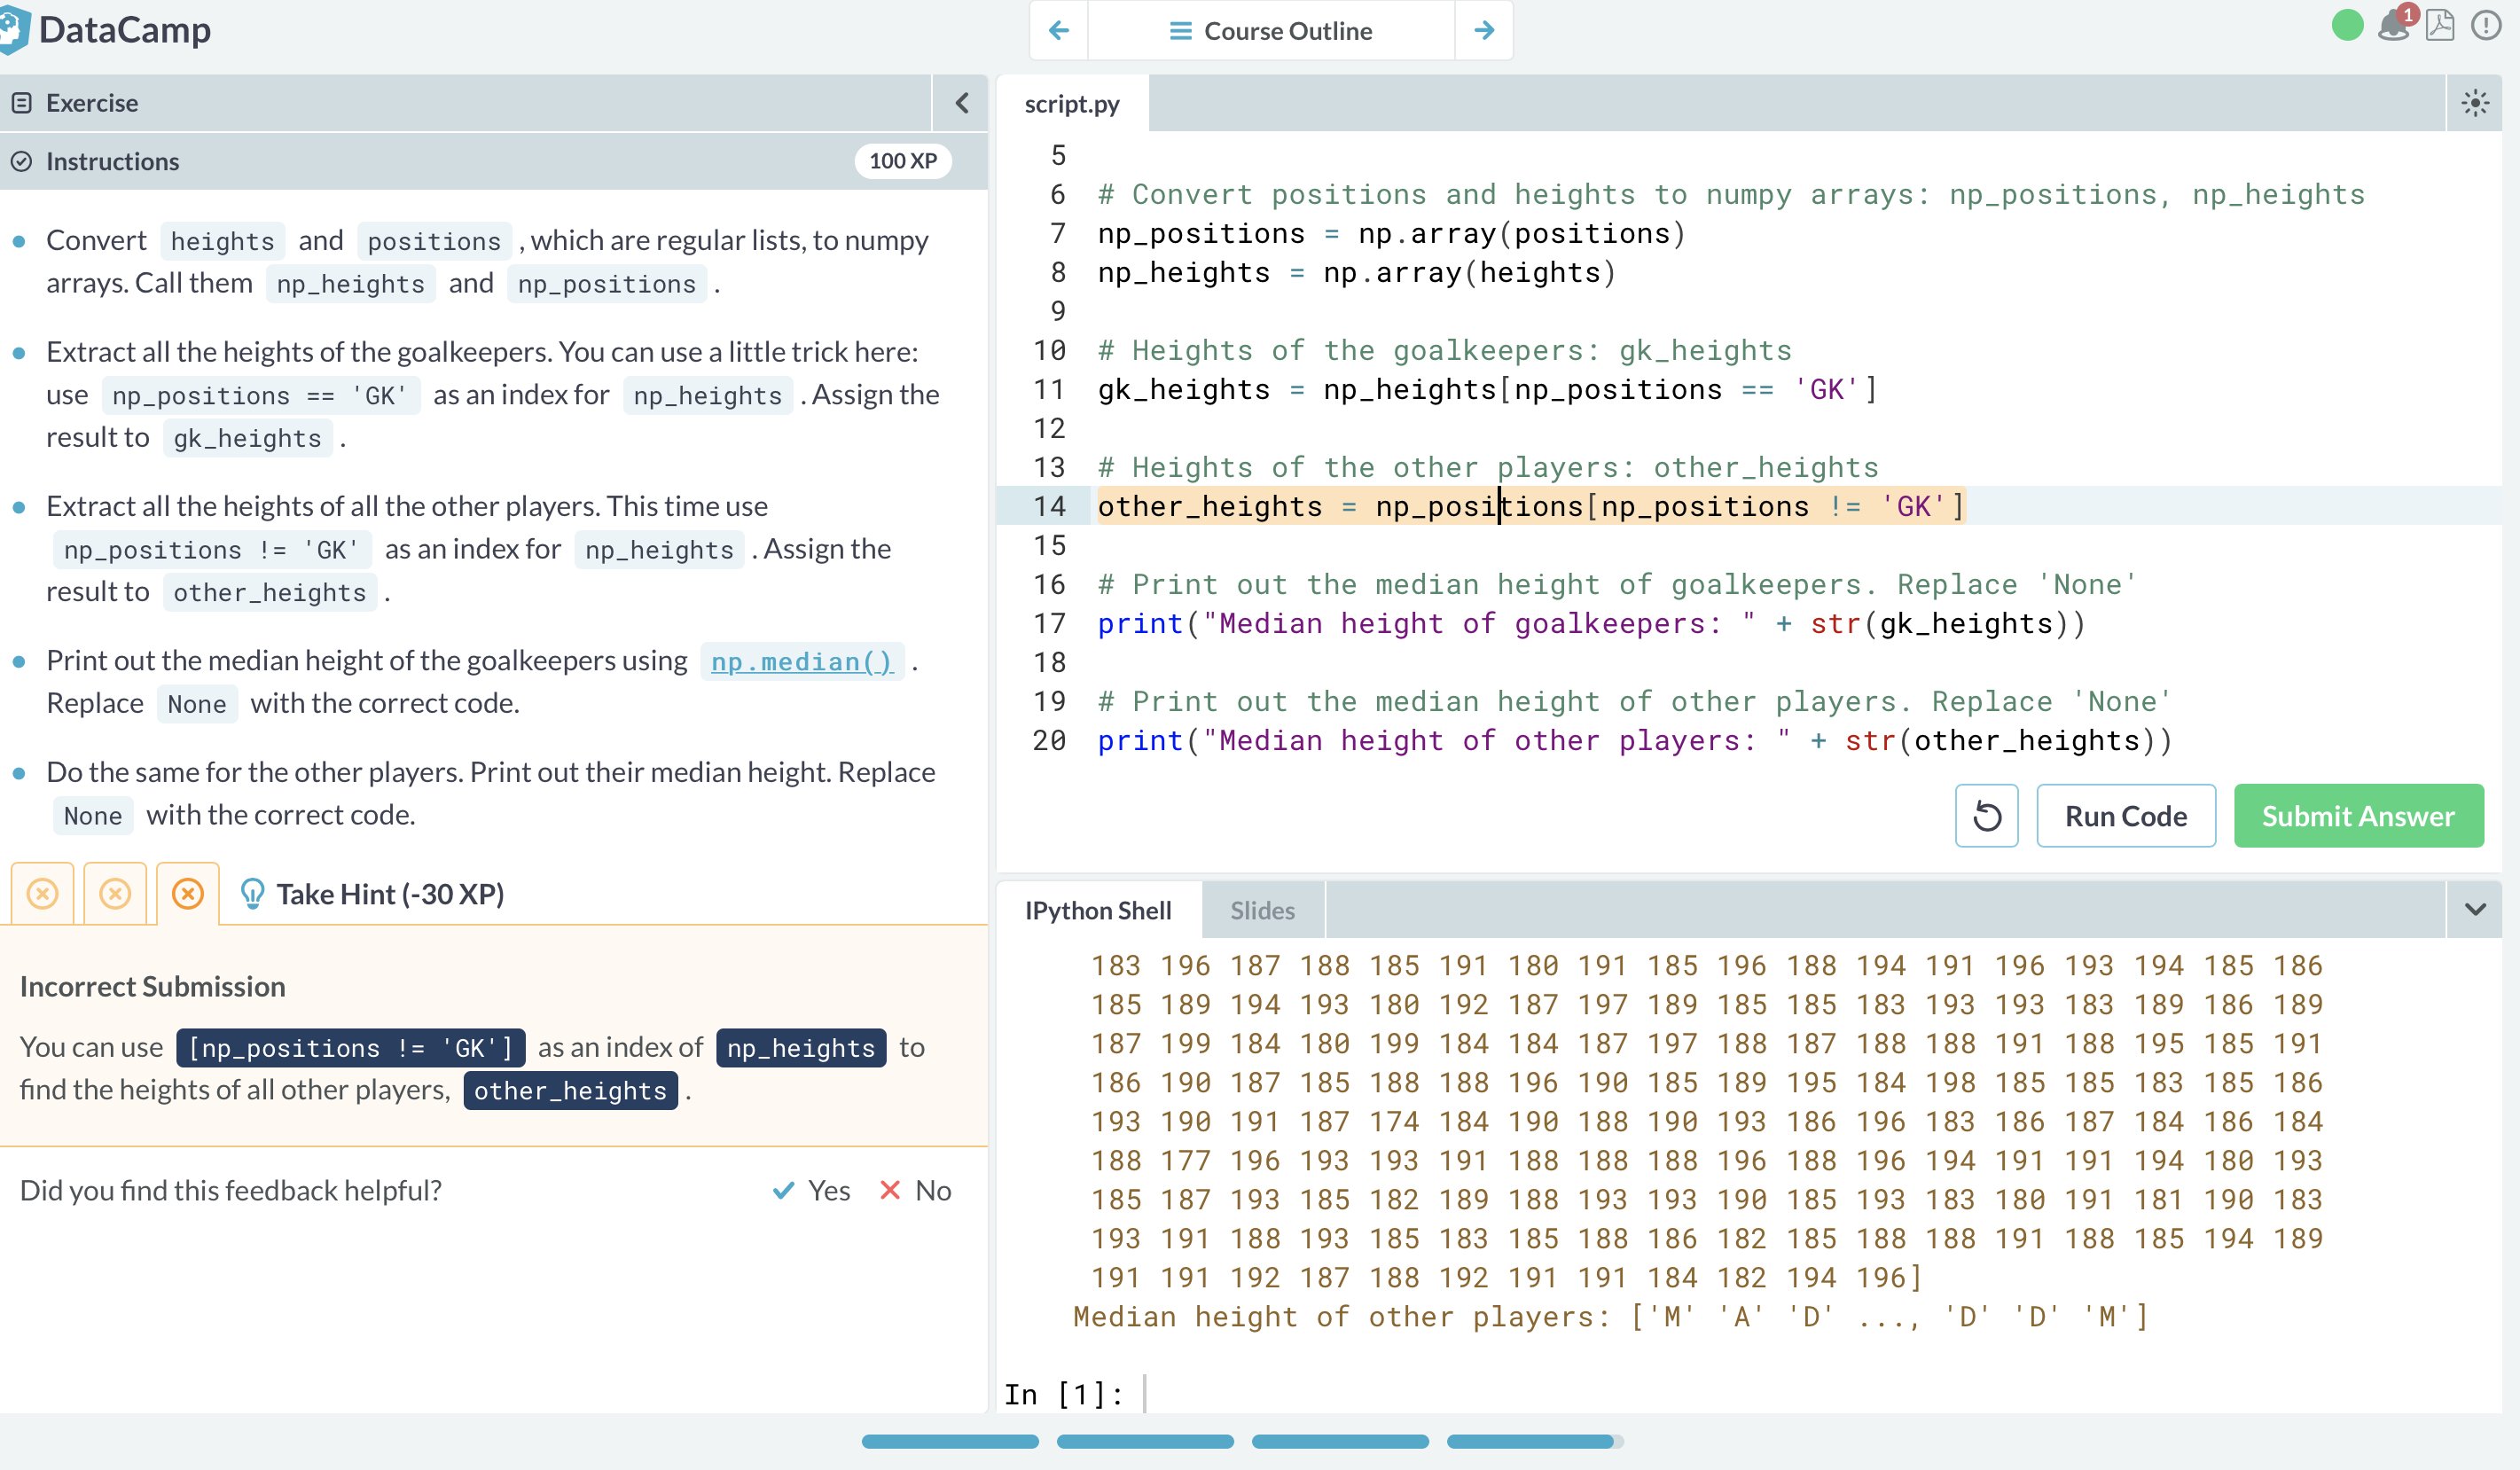 DataCamp
Course Outline
1
Exercise
Instructions
100 XP
Convert heights and positions , which are regular lists, to numpy
arrays. Call them np_heights and np_positions .
Extract all the heights of the goalkeepers. You can use a little trick here:
use np_positions == 'GK' as an index for np_heights . Assign the
result to gk_heights .
Extract all the heights of all the other players. This time use
np_positions != 'GK' as an index for np_heights . Assign the
result to other_heights .
Print out the median height of the goalkeepers using np.median() .
Replace None with the correct code.
Do the same for the other players. Print out their median height. Replace
None with the correct code.
Take Hint (-30 XP)
Incorrect Submission
You can use [np_positions != 'GK'] as an index of np_heights to
find the heights of all other players, other_heights .
Did you find this feedback helpful?
Yes
No
script.py
5
6 # Convert positions and heights to numpy arrays: np_positions, np_heights
7 np_positions = np.array(positions)
8 np_heights = np.array(heights)
9
10 # Heights of the goalkeepers: gk_heights
11 gk_heights = np_heights[np_positions == 'GK']
12
13 # Heights of the other players: other_heights
14 other_heights = np_positions[np_positions != 'GK']
15
16 # Print out the median height of goalkeepers. Replace 'None'
17 print("Median height of goalkeepers: " + str(gk_heights))
18
19 # Print out the median height of other players. Replace 'None'
20 print("Median height of other players: " + str(other_heights))
Run Code
Submit Answer
IPython Shell
Slides
183 196 187 188 185 191 180 191 185 196 188 194 191 196 193 194 185 186
185 189 194 193 180 192 187 197 189 185 185 183 193 193 183 189 186 189
187 199 184 180 199 184 184 187 197 188 187 188 188 191 188 195 185 191
186 190 187 185 188 188 196 190 185 189 195 184 198 185 185 183 185 186
193 190 191 187 174 184 190 188 190 193 186 196 183 186 187 184 186 184
188 177 196 193 193 191 188 188 188 196 188 196 194 191 191 194 180 193
185 187 193 185 182 189 188 193 193 190 185 193 183 180 191 181 190 183
193 191 188 193 185 183 185 188 186 182 185 188 188 191 188 185 194 189
191 191 192 187 188 192 191 191 184 182 194 196]
Median height of other players: ['M' 'A' 'D' ..., 'D' 'D' 'M']
In [1]: